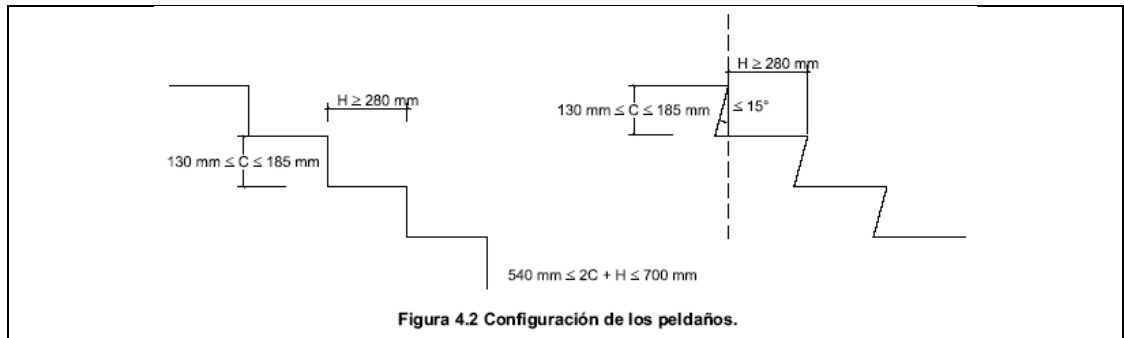 H ≥ 280 mm
130 mm ≤ C ≤ 185 mm
540 mm ≤ 2C + H ≤ 700 mm
H ≥ 280 mm
130 mm ≤ C ≤ 185 mm
≤ 15°
Figura 4.2 Configuración de los peldaños.